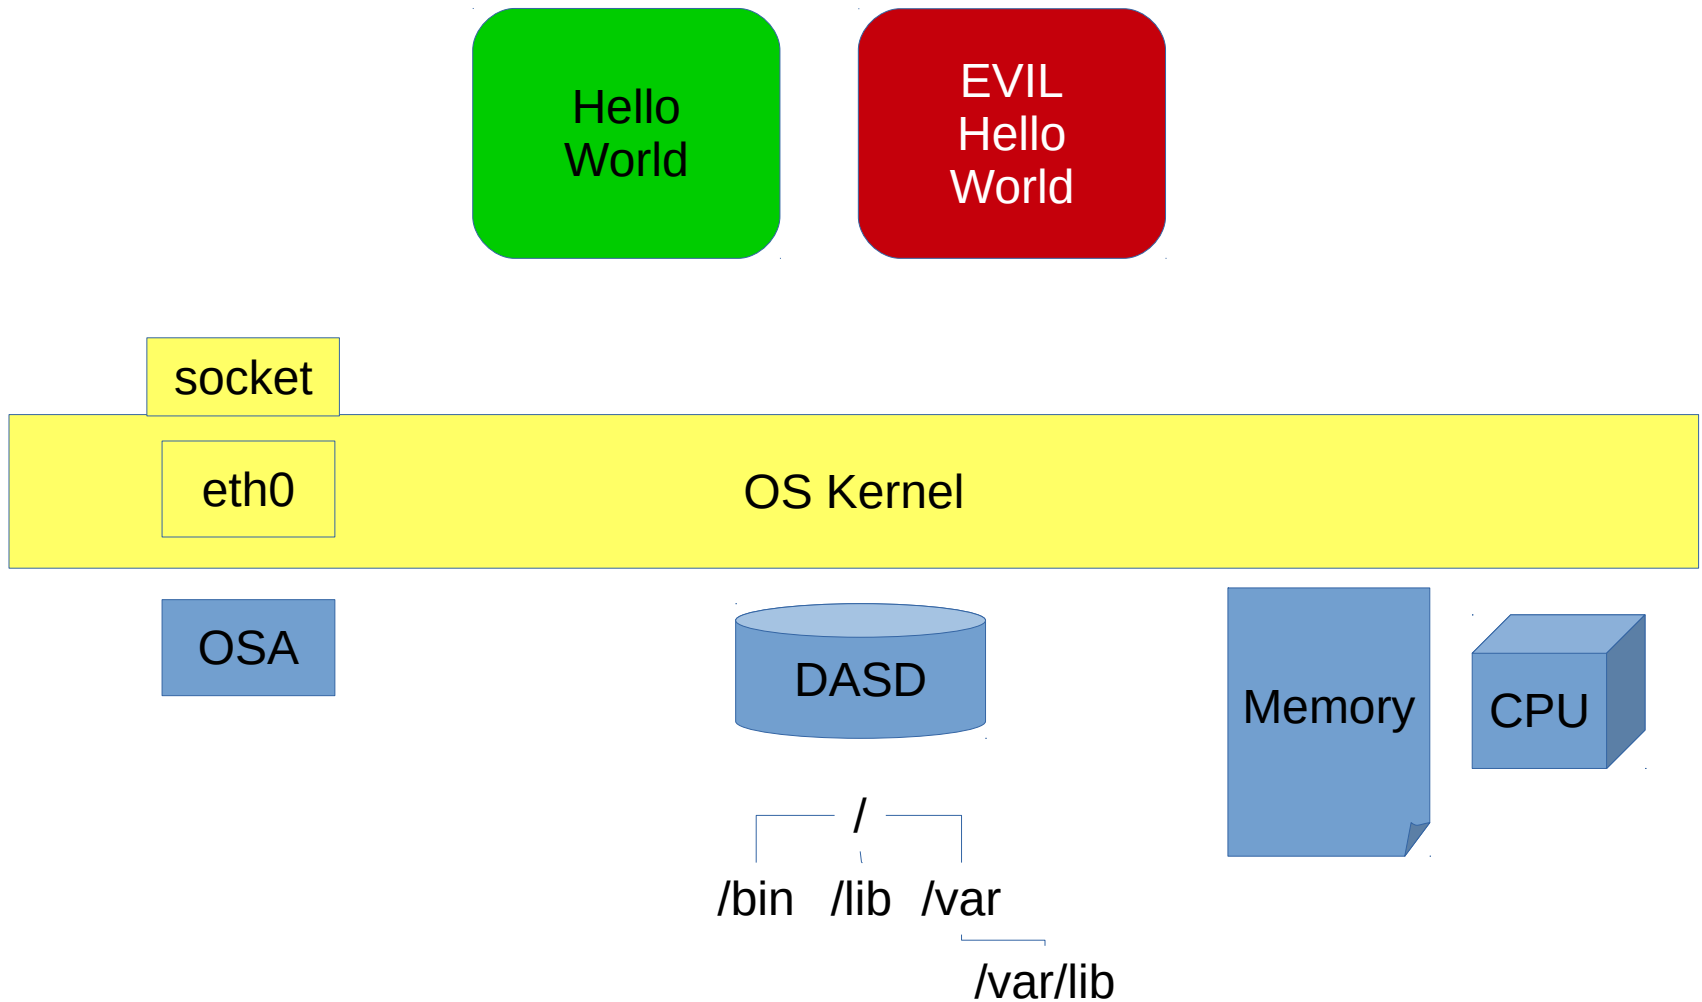 Hello
World
EVIL
Hello
World
socket
eth0
OS Kernel
OSA
DASD
Memory
CPU
/
/bin
/lib
/var
/var/lib